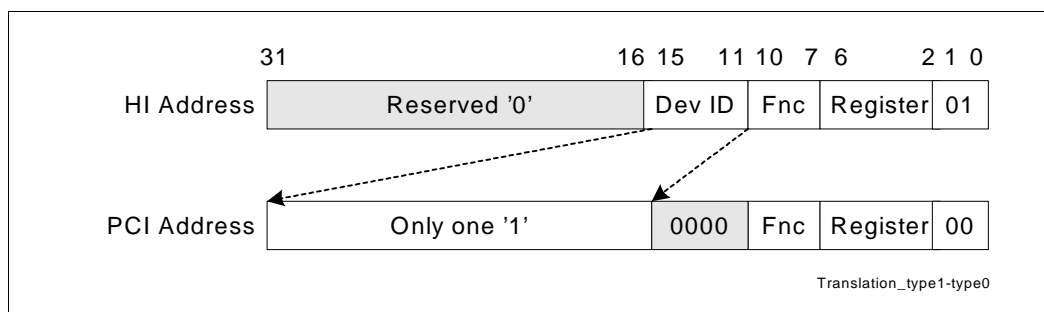 31 16 15 11 10 7 6 2 1 0
HI Address Reserved '0' Dev ID Fnc Register 01
PCI Address Only one '1' 0000 Fnc Register 00
Translation_type1-type0